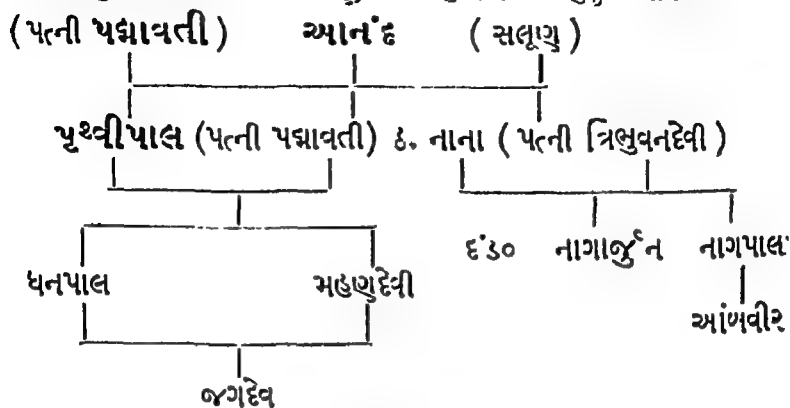 (પત્ની પદ્માવતી) આનંદ (સલૂણ)
પૃથ્વીપાલ (પત્ની પદ્માવતી) ઠ. નાના (પત્ની ત્રિભુવનદેવી)
દંડ૦ નાગાર્જુન નાગપાલ
ધનપાલ મહણદેવી
આંબવીર
જગદેવ